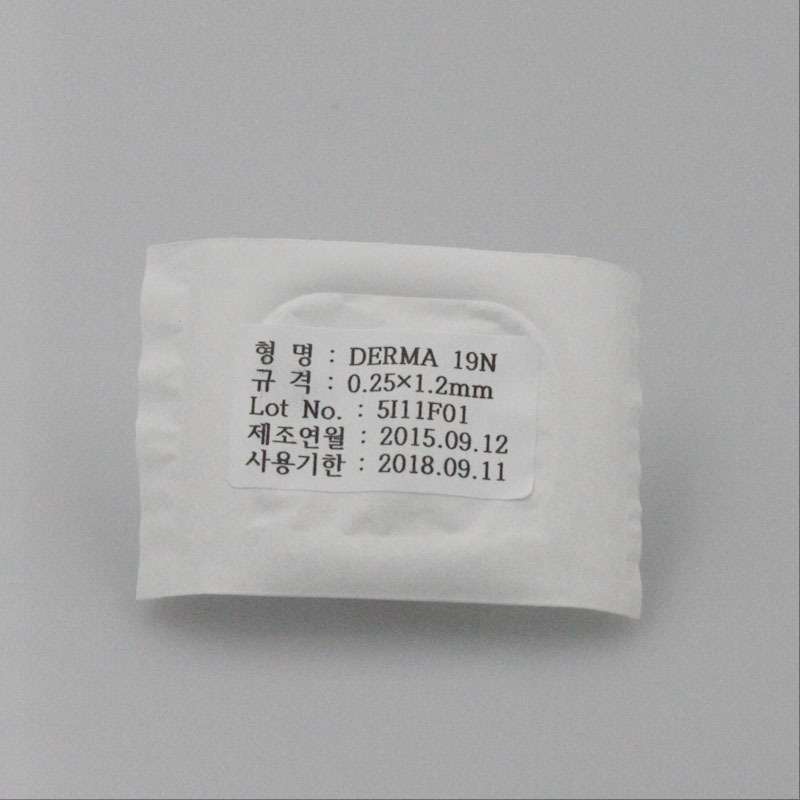 형 명 : DERMA 19N
규 격 : 0.25×1.2mm
Lot No. : 5I11F01
제조연월 : 2015.09.12
사용기한 : 2018.09.11